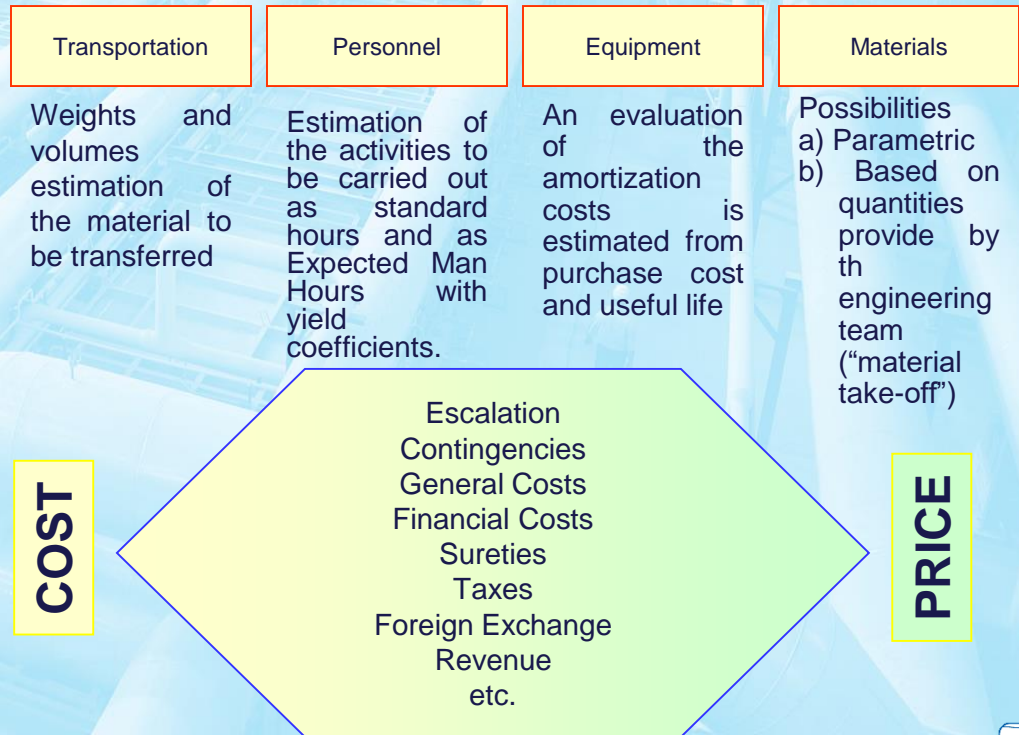 Transportation
Personnel
Equipment
Materials
Weights and
volumes
estimation of
the material to
be transferred
Estimation of
the activities to
be carried out
as standard
hours and as
Expected Man
Hours with
yield
coefficients.
An evaluation
of the
amortization
costs is
estimated from
purchase cost
and useful life
Possibilities
a) Parametric
b) Based on
quantities
provide by
th
engineering
team
(“material
take-off”)
COST
Escalation
Contingencies
General Costs
Financial Costs
Sureties
Taxes
Foreign Exchange
Revenue
etc.
PRICE